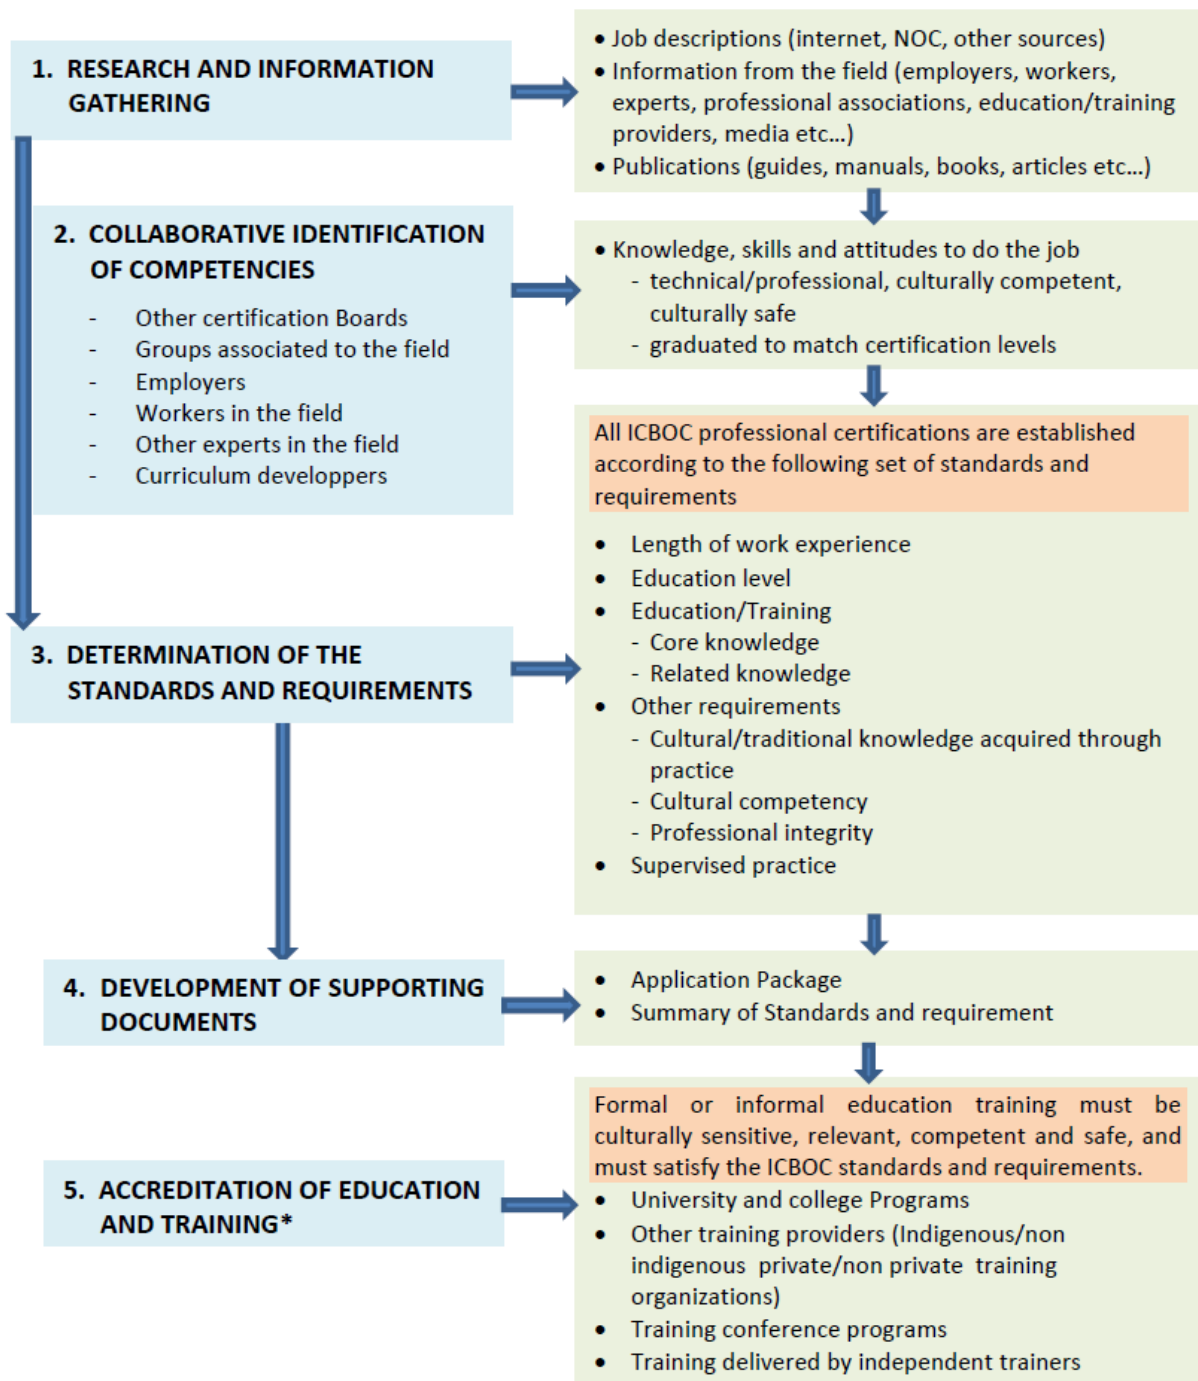 1. RESEARCH AND INFORMATION
GATHERING
• Job descriptions (internet, NOC, other sources)
• Information from the field (employers, workers,
experts, professional associations, education/training
providers, media etc…)
• Publications (guides, manuals, books, articles etc…)
2. COLLABORATIVE IDENTIFICATION
OF COMPETENCIES
- Other certification Boards
- Groups associated to the field
- Employers
- Workers in the field
- Other experts in the field
- Curriculum developpers
• Knowledge, skills and attitudes to do the job
- technical/professional, culturally competent,
culturally safe
- graduated to match certification levels
3. DETERMINATION OF THE
STANDARDS AND REQUIREMENTS
All ICBOC professional certifications are established
according to the following set of standards and
requirements
• Length of work experience
• Education level
• Education/Training
- Core knowledge
- Related knowledge
• Other requirements
- Cultural/traditional knowledge acquired through
practice
- Cultural competency
- Professional integrity
• Supervised practice
4. DEVELOPMENT OF SUPPORTING
DOCUMENTS
• Application Package
• Summary of Standards and requirement
5. ACCREDITATION OF EDUCATION
AND TRAINING*
Formal or informal education training must be
culturally sensitive, relevant, competent and safe, and
must satisfy the ICBOC standards and requirements.
• University and college Programs
• Other training providers (Indigenous/non
indigenous private/non private training
organizations)
• Training conference programs
• Training delivered by independent trainers